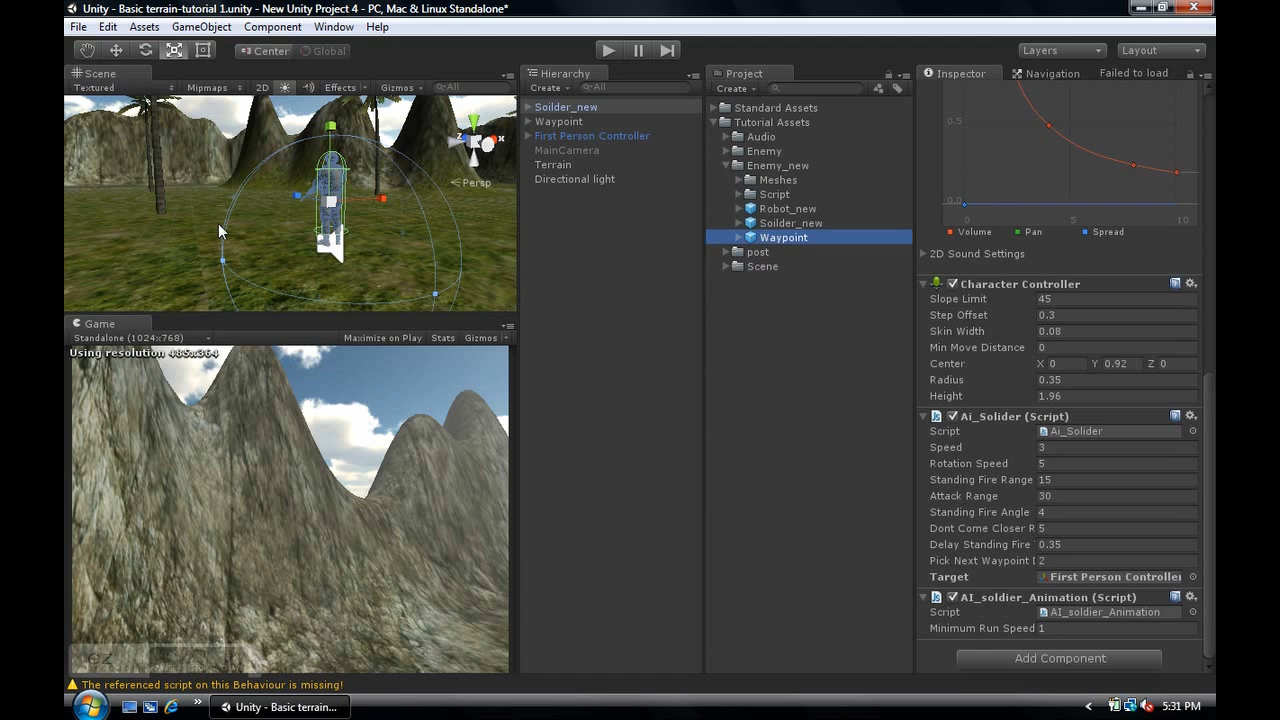 Unity - Basic terrain-tutorial 1.unity - New Unity Project 4 - PC, Mac & Linux Standalone*
File Edit Assets GameObject Component Window Help
Center Global Layers Layout
Scene
Textured Mipmaps 2D Effects Gizmos All
Persp
Game
Standalone (1024x768) Maximize on Play Stats Gizmos
Using resolution 485x364
ez
Hierarchy
Create All
Soilder_new
Waypoint
First Person Controller
MainCamera
Terrain
Directional light
Project
Create
Standard Assets
Tutorial Assets
Audio
Enemy
Enemy_new
Meshes
Script
Robot_new
Soilder_new
Waypoint
post
Scene
Inspector Navigation Failed to load
0.5
0.0
0 5 10
Volume Pan Spread
2D Sound Settings
Character Controller
Slope Limit 45
Step Offset 0.3
Skin Width 0.08
Min Move Distance 0
Center X 0 Y 0.92 Z 0
Radius 0.35
Height 1.96
Ai_Solider (Script)
Script Ai_Solider
Speed 3
Rotation Speed 5
Standing Fire Range 15
Attack Range 30
Standing Fire Angle 4
Dont Come Closer R 5
Delay Standing Fire 0.35
Pick Next Waypoint 2
Target First Person Controller
AI_soldier_Animation (Script)
Script AI_soldier_Animation
Minimum Run Speed 1
Add Component
The referenced script on this Behaviour is missing!
Unity - Basic terrain... 5:31 PM